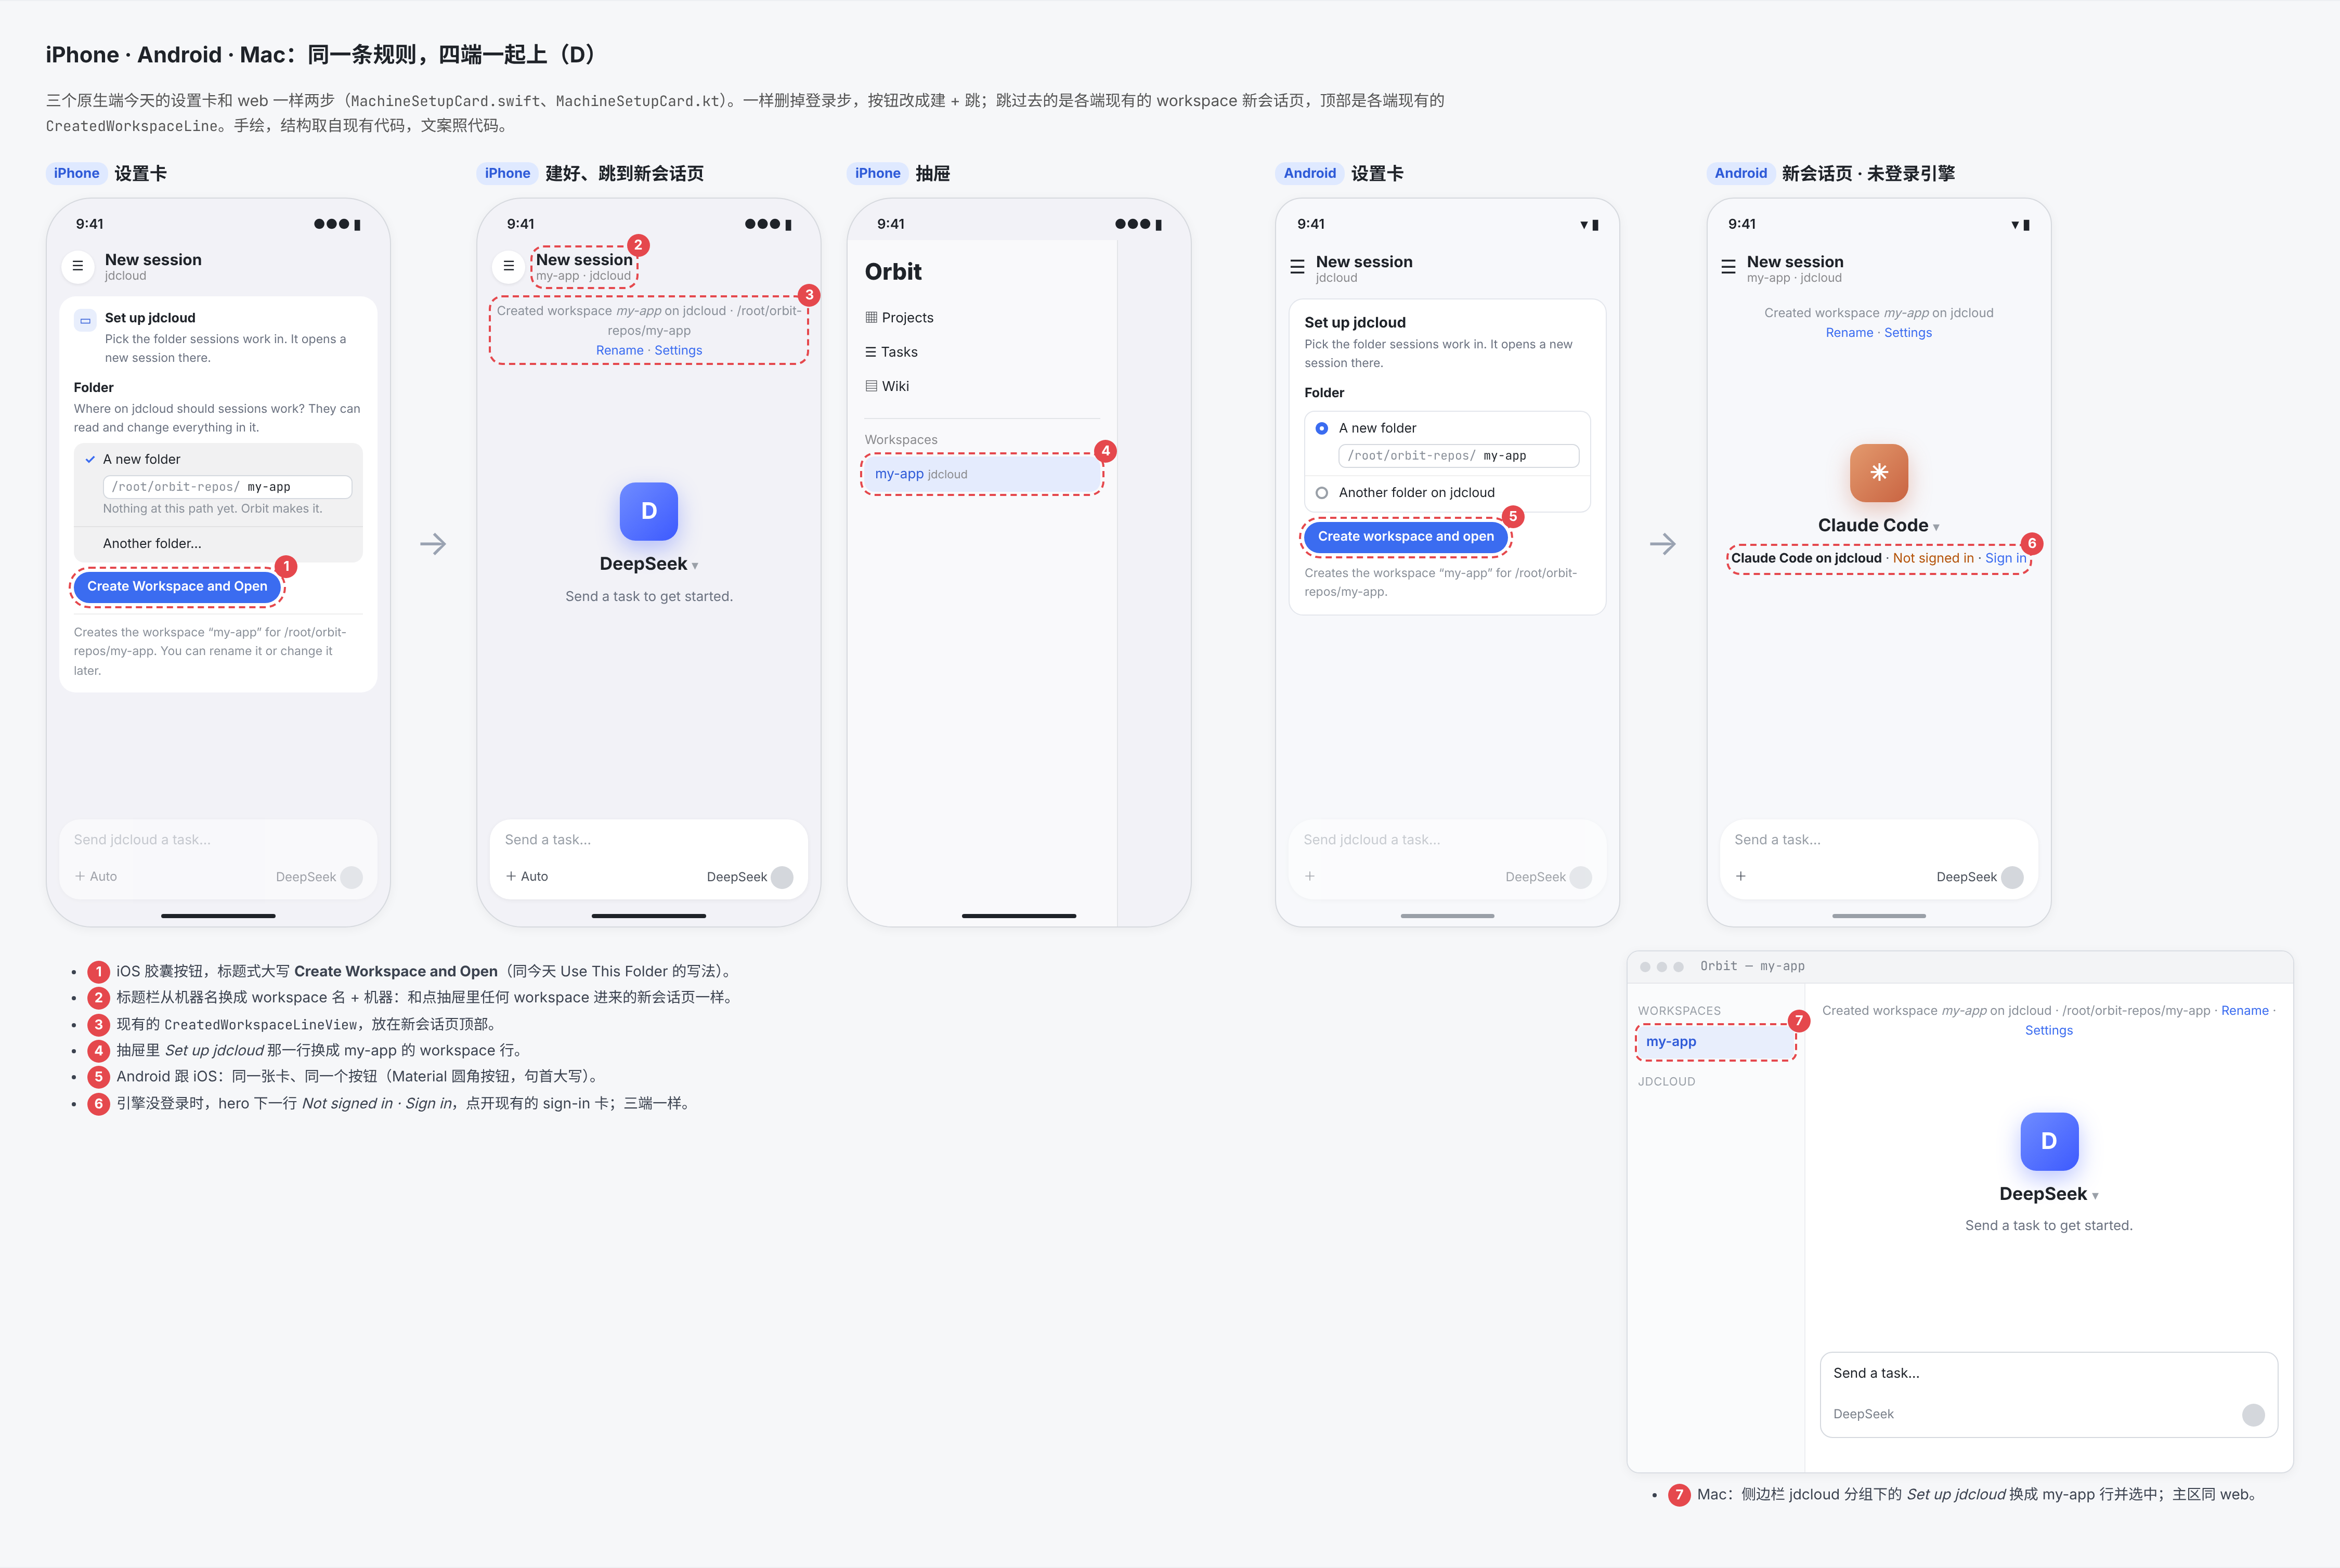 iPhone · Android · Mac：同一条规则，四端一起上（D）
三个原生端今天的设置卡和 web 一样两步（MachineSetupCard.swift、MachineSetupCard.kt）。一样删掉登录步，按钮改成建 + 跳；跳过去的是各端现有的 workspace 新会话页，顶部是各端现有的
CreatedWorkspaceLine。手绘，结构取自现有代码，文案照代码。
iPhone 设置卡
9:41
New session
jdcloud
Set up jdcloud
Pick the folder sessions work in. It opens a
new session there.
Folder
Where on jdcloud should sessions work? They can
read and change everything in it.
A new folder
/root/orbit-repos/ my-app
Nothing at this path yet. Orbit makes it.
Another folder…
1
Create Workspace and Open
Creates the workspace “my-app” for /root/orbit-
repos/my-app. You can rename it or change it
later.
Send jdcloud a task…
+ Auto
DeepSeek
iPhone 建好、跳到新会话页
9:41
2
New session
my-app · jdcloud
3
Created workspace my-app on jdcloud · /root/orbit-
repos/my-app
Rename · Settings
D
DeepSeek
Send a task to get started.
Send a task…
+ Auto
DeepSeek
iPhone 抽屉
9:41
Orbit
Projects
Tasks
Wiki
Workspaces
4
my-app jdcloud
Android 设置卡
9:41
New session
jdcloud
Set up jdcloud
Pick the folder sessions work in. It opens a new
session there.
Folder
A new folder
/root/orbit-repos/ my-app
Another folder on jdcloud
5
Create workspace and open
Creates the workspace “my-app” for /root/orbit-
repos/my-app.
Send jdcloud a task…
+
DeepSeek
Android 新会话页 · 未登录引擎
9:41
New session
my-app · jdcloud
Created workspace my-app on jdcloud
Rename · Settings
Claude Code
6
Claude Code on jdcloud · Not signed in · Sign in
Send a task…
+
DeepSeek
1 iOS 胶囊按钮，标题式大写 Create Workspace and Open（同今天 Use This Folder 的写法）。
2 标题栏从机器名换成 workspace 名 + 机器：和点抽屉里任何 workspace 进来的新会话页一样。
3 现有的 CreatedWorkspaceLineView，放在新会话页顶部。
4 抽屉里 Set up jdcloud 那一行换成 my-app 的 workspace 行。
5 Android 跟 iOS：同一张卡、同一个按钮（Material 圆角按钮，句首大写）。
6 引擎没登录时，hero 下一行 Not signed in · Sign in，点开现有的 sign-in 卡；三端一样。
Orbit — my-app
WORKSPACES
7
my-app
JDCLOUD
Created workspace my-app on jdcloud · /root/orbit-repos/my-app · Rename ·
Settings
D
DeepSeek
Send a task to get started.
Send a task…
DeepSeek
7 Mac：侧边栏 jdcloud 分组下的 Set up jdcloud 换成 my-app 行并选中；主区同 web。